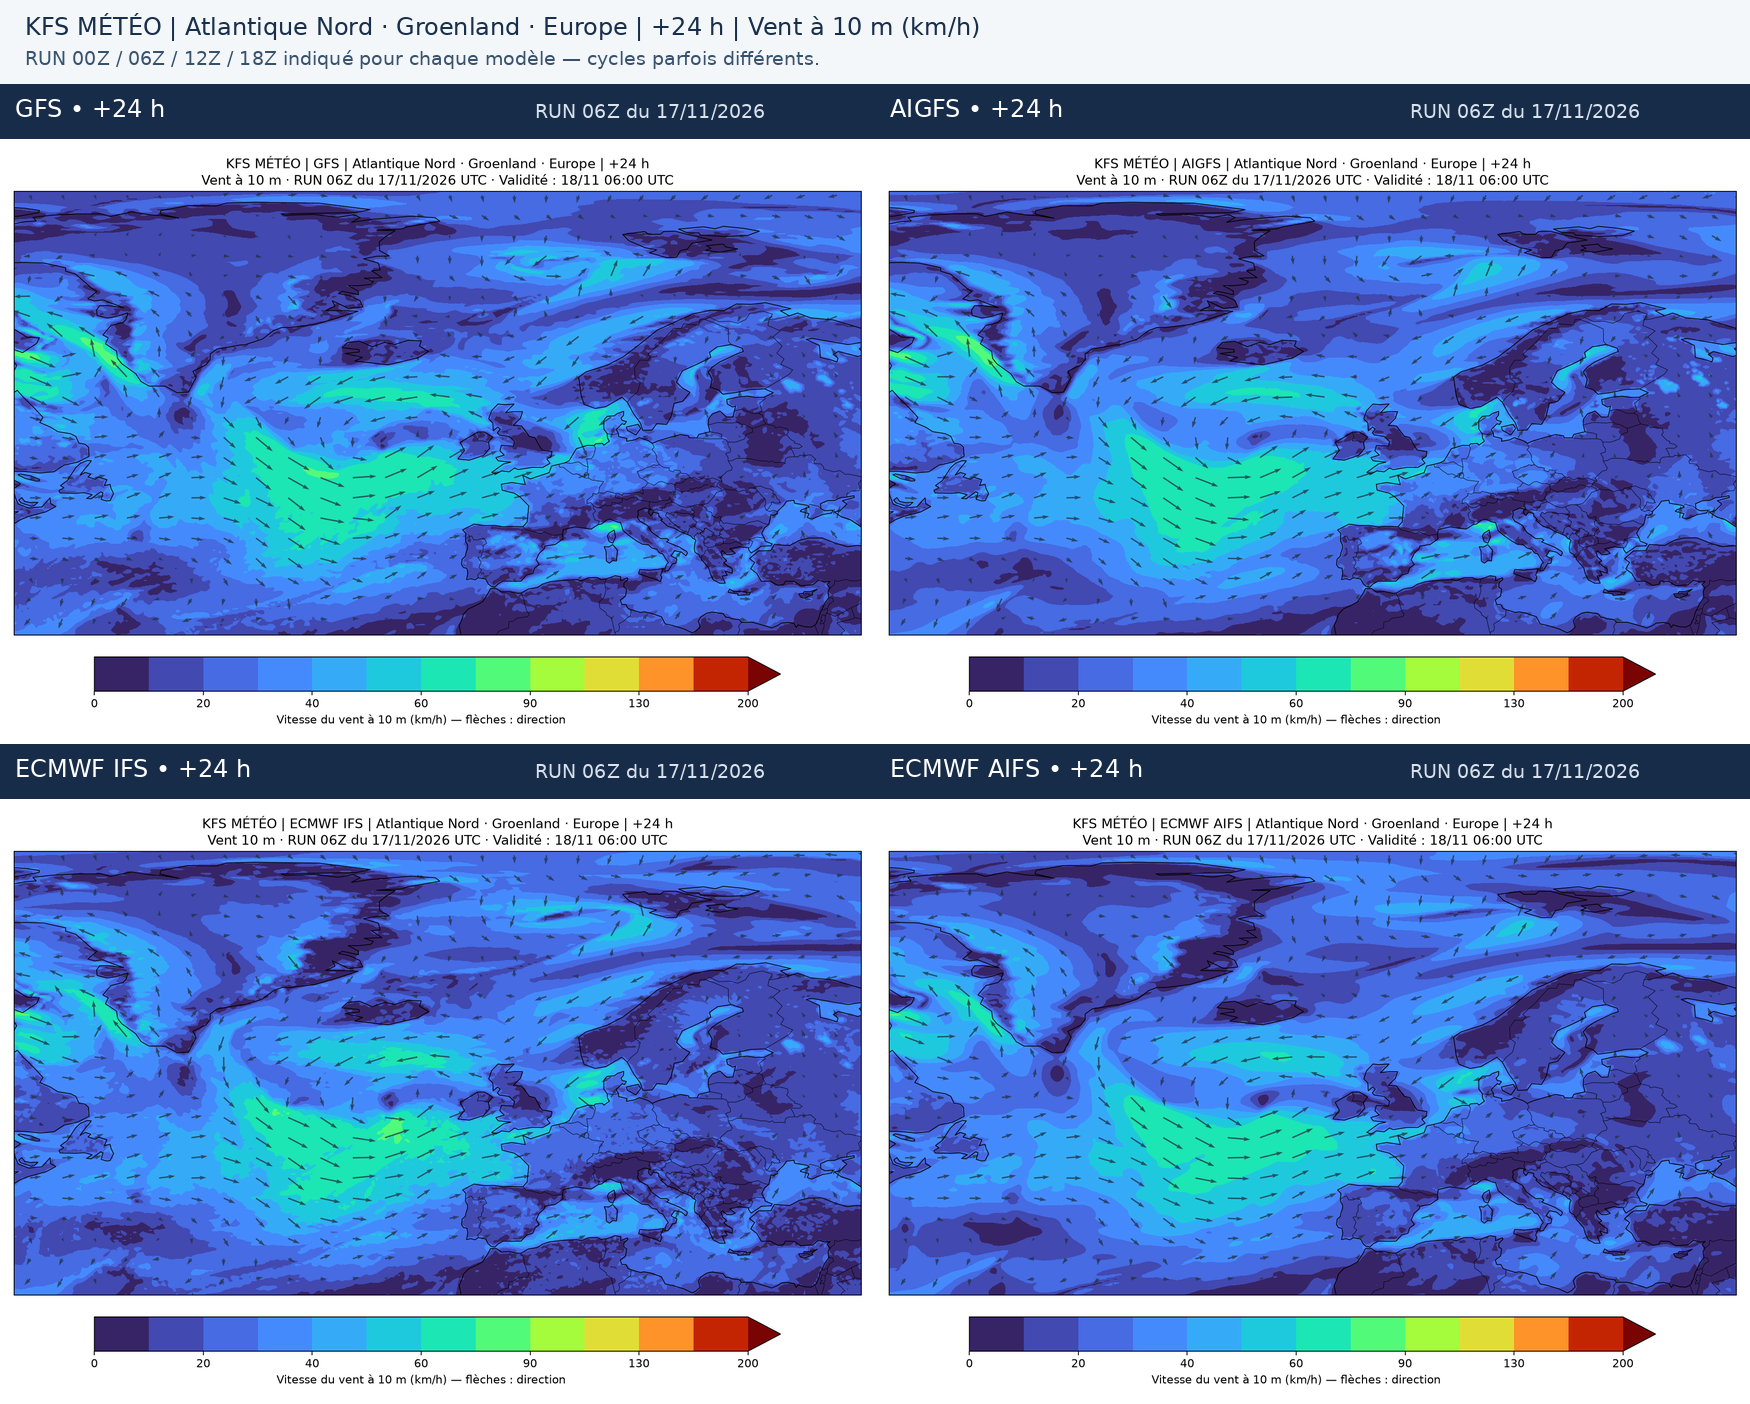 KFS MÉTÉO | Atlantique Nord · Groenland · Europe | +24 h | Vent à 10 m (km/h)
RUN 00Z / 06Z / 12Z / 18Z indiqué pour chaque modèle — cycles parfois différents.
GFS • +24 h
RUN 06Z du 17/11/2026
KFS MÉTÉO | GFS | Atlantique Nord · Groenland · Europe | +24 h
Vent à 10 m · RUN 06Z du 17/11/2026 UTC · Validité : 18/11 06:00 UTC
0 20 40 60 90 130 200
Vitesse du vent à 10 m (km/h) — flèches : direction
AIGFS • +24 h
RUN 06Z du 17/11/2026
KFS MÉTÉO | AIGFS | Atlantique Nord · Groenland · Europe | +24 h
Vent à 10 m · RUN 06Z du 17/11/2026 UTC · Validité : 18/11 06:00 UTC
0 20 40 60 90 130 200
Vitesse du vent à 10 m (km/h) — flèches : direction
ECMWF IFS • +24 h
RUN 06Z du 17/11/2026
KFS MÉTÉO | ECMWF IFS | Atlantique Nord · Groenland · Europe | +24 h
Vent 10 m · RUN 06Z du 17/11/2026 UTC · Validité : 18/11 06:00 UTC
0 20 40 60 90 130 200
Vitesse du vent à 10 m (km/h) — flèches : direction
ECMWF AIFS • +24 h
RUN 06Z du 17/11/2026
KFS MÉTÉO | ECMWF AIFS | Atlantique Nord · Groenland · Europe | +24 h
Vent 10 m · RUN 06Z du 17/11/2026 UTC · Validité : 18/11 06:00 UTC
0 20 40 60 90 130 200
Vitesse du vent à 10 m (km/h) — flèches : direction